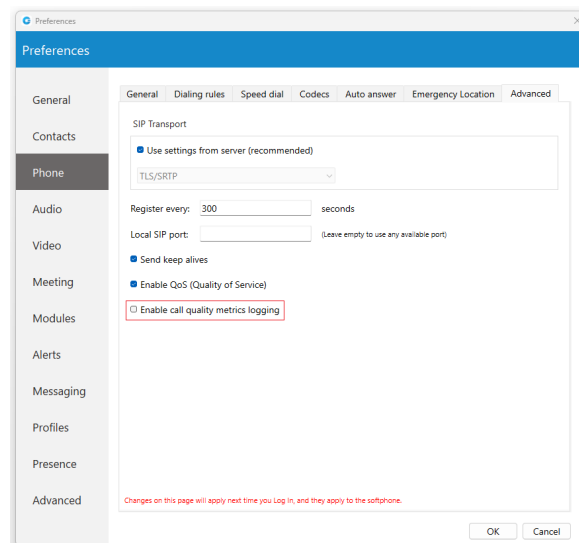 Preferences
Preferences
General
Contacts
Phone
Audio
Video
Meeting
Modules
Alerts
Messaging
Profiles
Presence
Advanced
General Dialing rules Speed dial Codecs Auto answer Emergency Location Advanced
SIP Transport
Use settings from server (recommended)
TLS/SRTP
Register every: 300 seconds
Local SIP port: (Leave empty to use any available port)
Send keep alives
Enable QoS (Quality of Service)
Enable call quality metrics logging
Changes on this page will apply next time you Log In, and they apply to the softphone.
OK Cancel